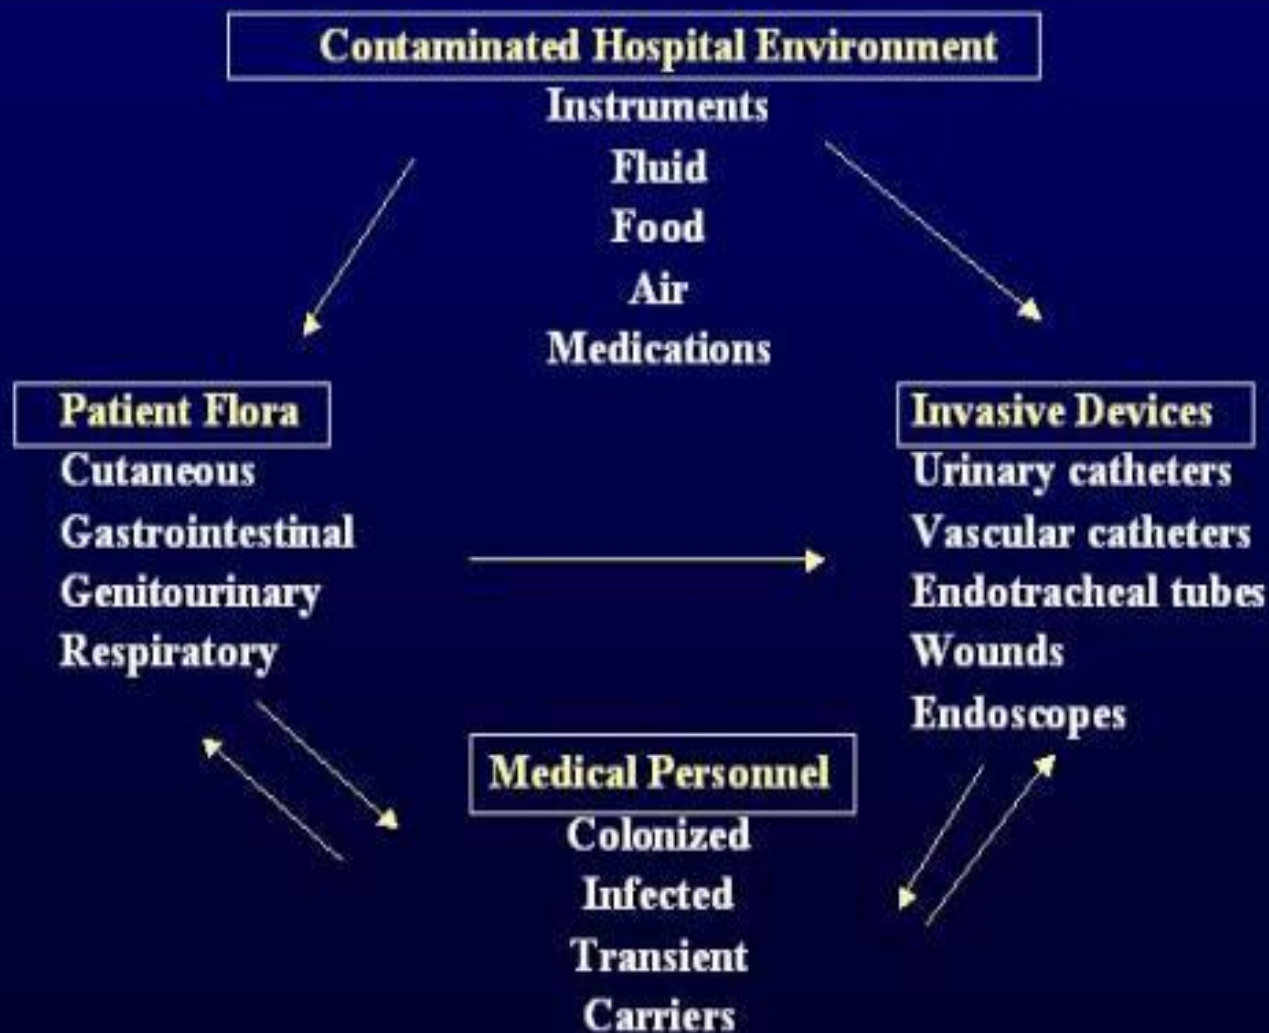 Contaminated Hospital Environment
Instruments
Fluid
Food
Air
Medications
Patient Flora
Cutaneous
Gastrointestinal
Genitourinary
Respiratory
Invasive Devices
Urinary catheters
Vascular catheters
Endotracheal tubes
Wounds
Endoscopes
Medical Personnel
Colonized
Infected
Transient
Carriers